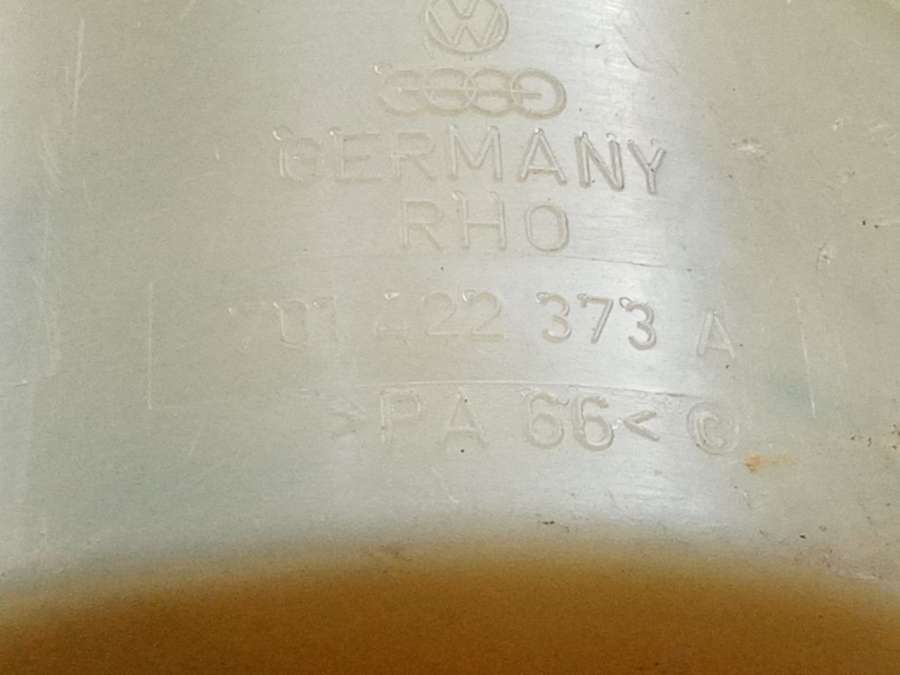 GERMANY
RHO
701 422 373 A
>PA 66< ©